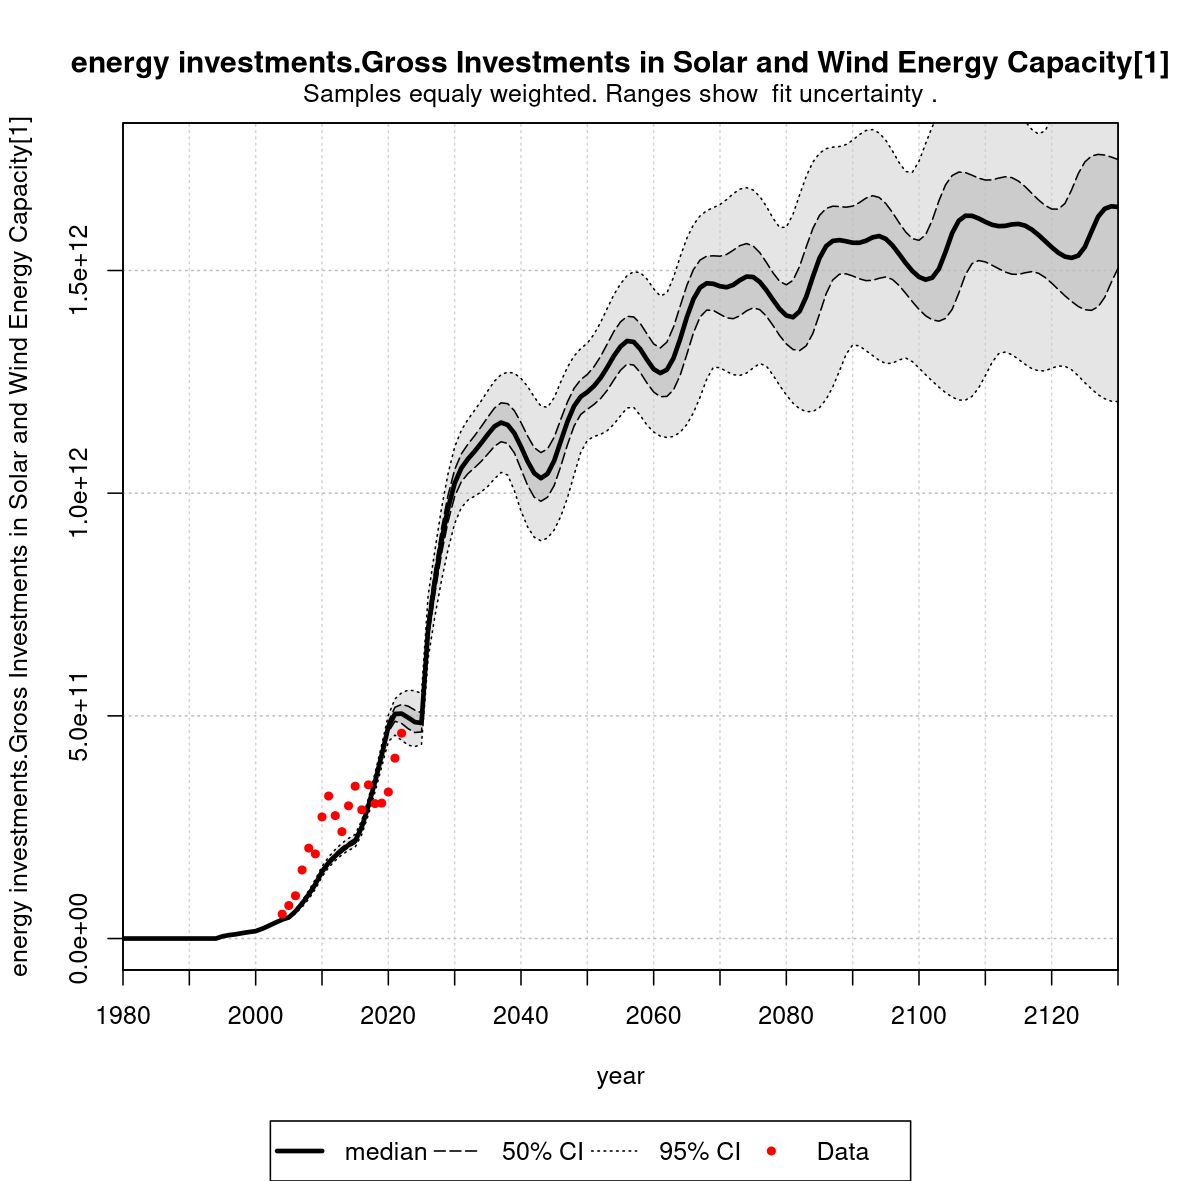 energy investments.Gross Investments in Solar and Wind Energy Capacity[1]
Samples equaly weighted. Ranges show  fit uncertainty .
energy investments.Gross Investments in Solar and Wind Energy Capacity[1]
1.5e+12
1.0e+12
5.0e+11
0.0e+00
1980 2000 2020 2040 2060 2080 2100 2120
year
median 50% CI 95% CI Data